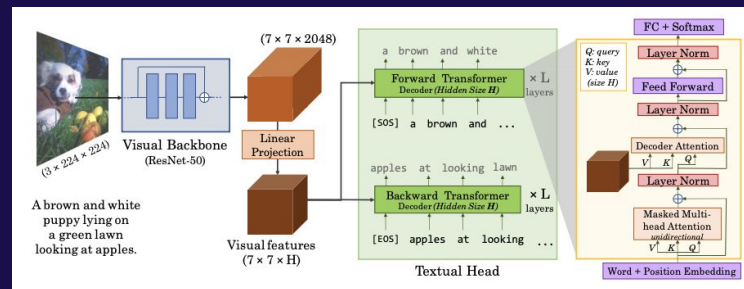 (3 × 224 × 224)
A brown and white
puppy lying on
a green lawn
looking at apples.
Visual Backbone
(ResNet-50)
(7 × 7 × 2048)
Linear
Projection
Visual features
(7 × 7 × H)
a brown and white
Forward Transformer
Decoder (Hidden Size H)
× L
layers
[SOS] a brown and ...
apples at looking lawn
Backward Transformer
Decoder (Hidden Size H)
× L
layers
[EOS] apples at looking ...
Textual Head
Q: query
K: key
V: value
(size H)
FC + Softmax
Layer Norm
Feed Forward
Layer Norm
Decoder Attention
V K Q
Layer Norm
Masked Multi-
head Attention
unidirectional
V K Q
Word + Position Embedding